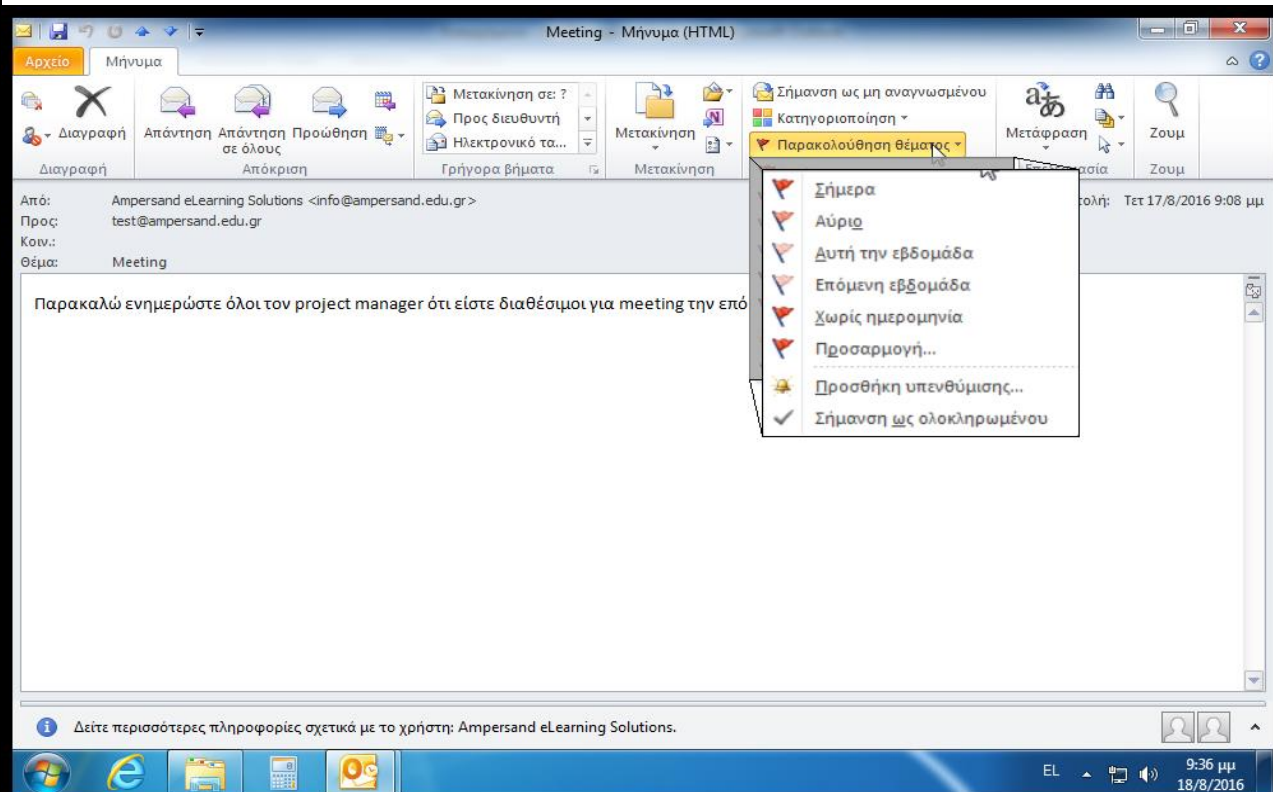 Meeting - Μήνυμα (HTML)
Αρχείο Μήνυμα
Διαγραφή
Απάντηση Απάντηση σε όλους Προώθηση
Μετακίνηση σε: ?
Προς διευθυντή
Ηλεκτρονικό τα...
Μετακίνηση
Σήμανση ως μη αναγνωσμένου
Κατηγοριοποίηση
Παρακολούθηση θέματος
Μετάφραση
Ζουμ
Διαγραφή Απόκριση Γρήγορα βήματα Μετακίνηση Ζουμ
Από: Ampersand eLearning Solutions <info@ampersand.edu.gr>
Τετ 17/8/2016 9:08 μμ
Προς: test@ampersand.edu.gr
Κοιν.:
Θέμα: Meeting
Παρακαλώ ενημερώστε όλοι τον project manager ότι είστε διαθέσιμοι για meeting την
Σήμερα
Αύριο
Αυτή την εβδομάδα
Επόμενη εβδομάδα
Χωρίς ημερομηνία
Προσαρμογή...
Προσθήκη υπενθύμισης...
Σήμανση ως ολοκληρωμένου
Δείτε περισσότερες πληροφορίες σχετικά με το χρήστη: Ampersand eLearning Solutions.
EL
9:36 μμ
18/8/2016